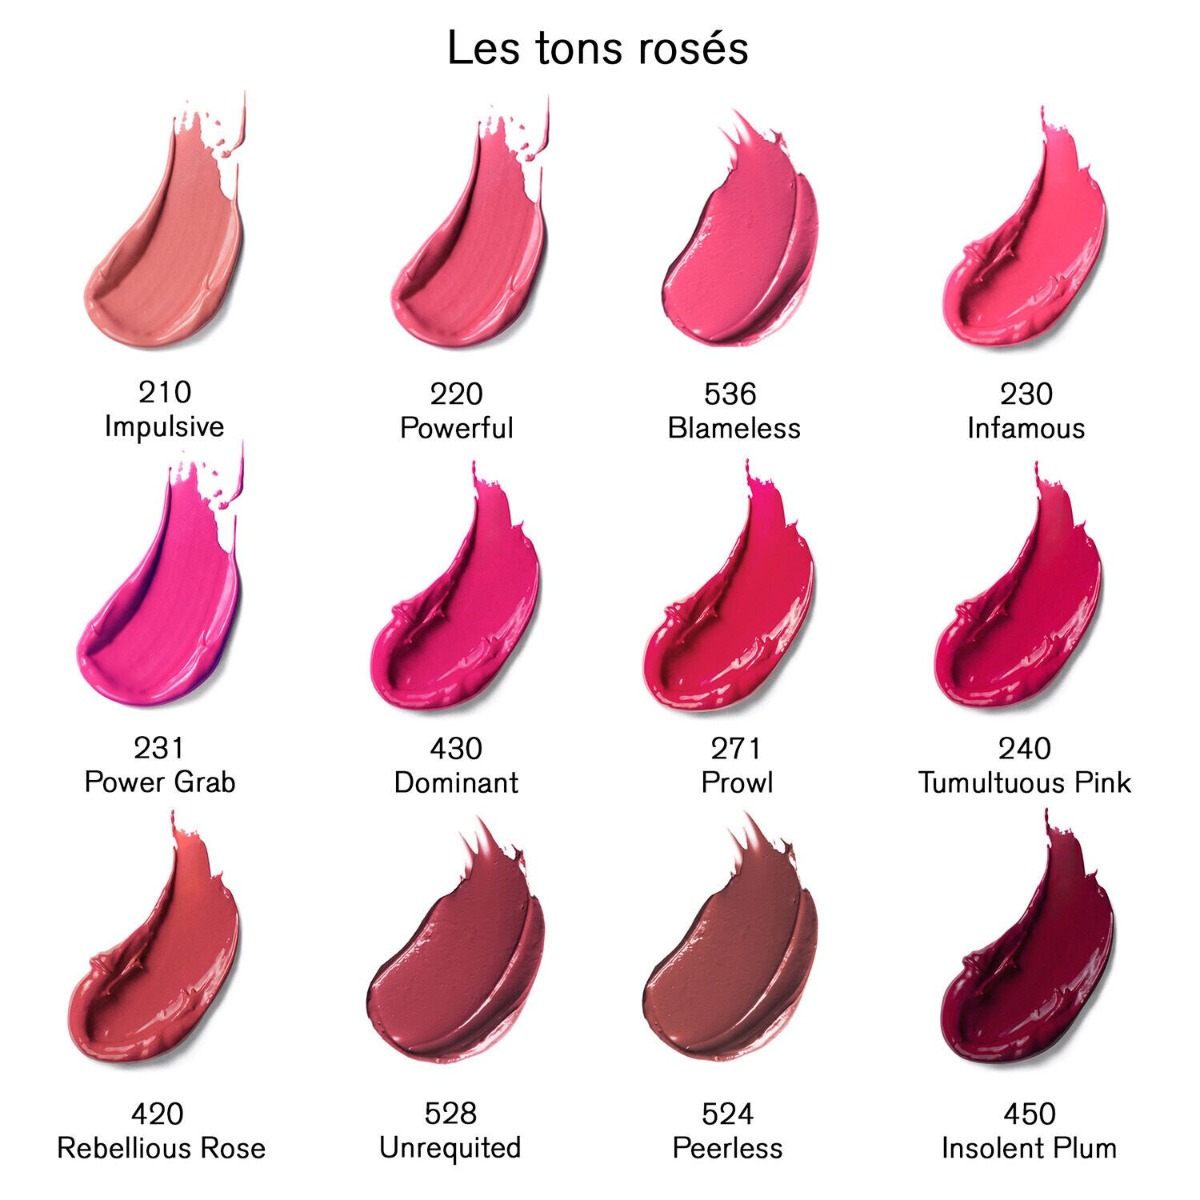 Les tons rosés
210
Impulsive
220
Powerful
536
Blameless
230
Infamous
231
Power Grab
430
Dominant
271
Prowl
240
Tumultuous Pink
420
Rebellious Rose
528
Unrequited
524
Peerless
450
Insolent Plum